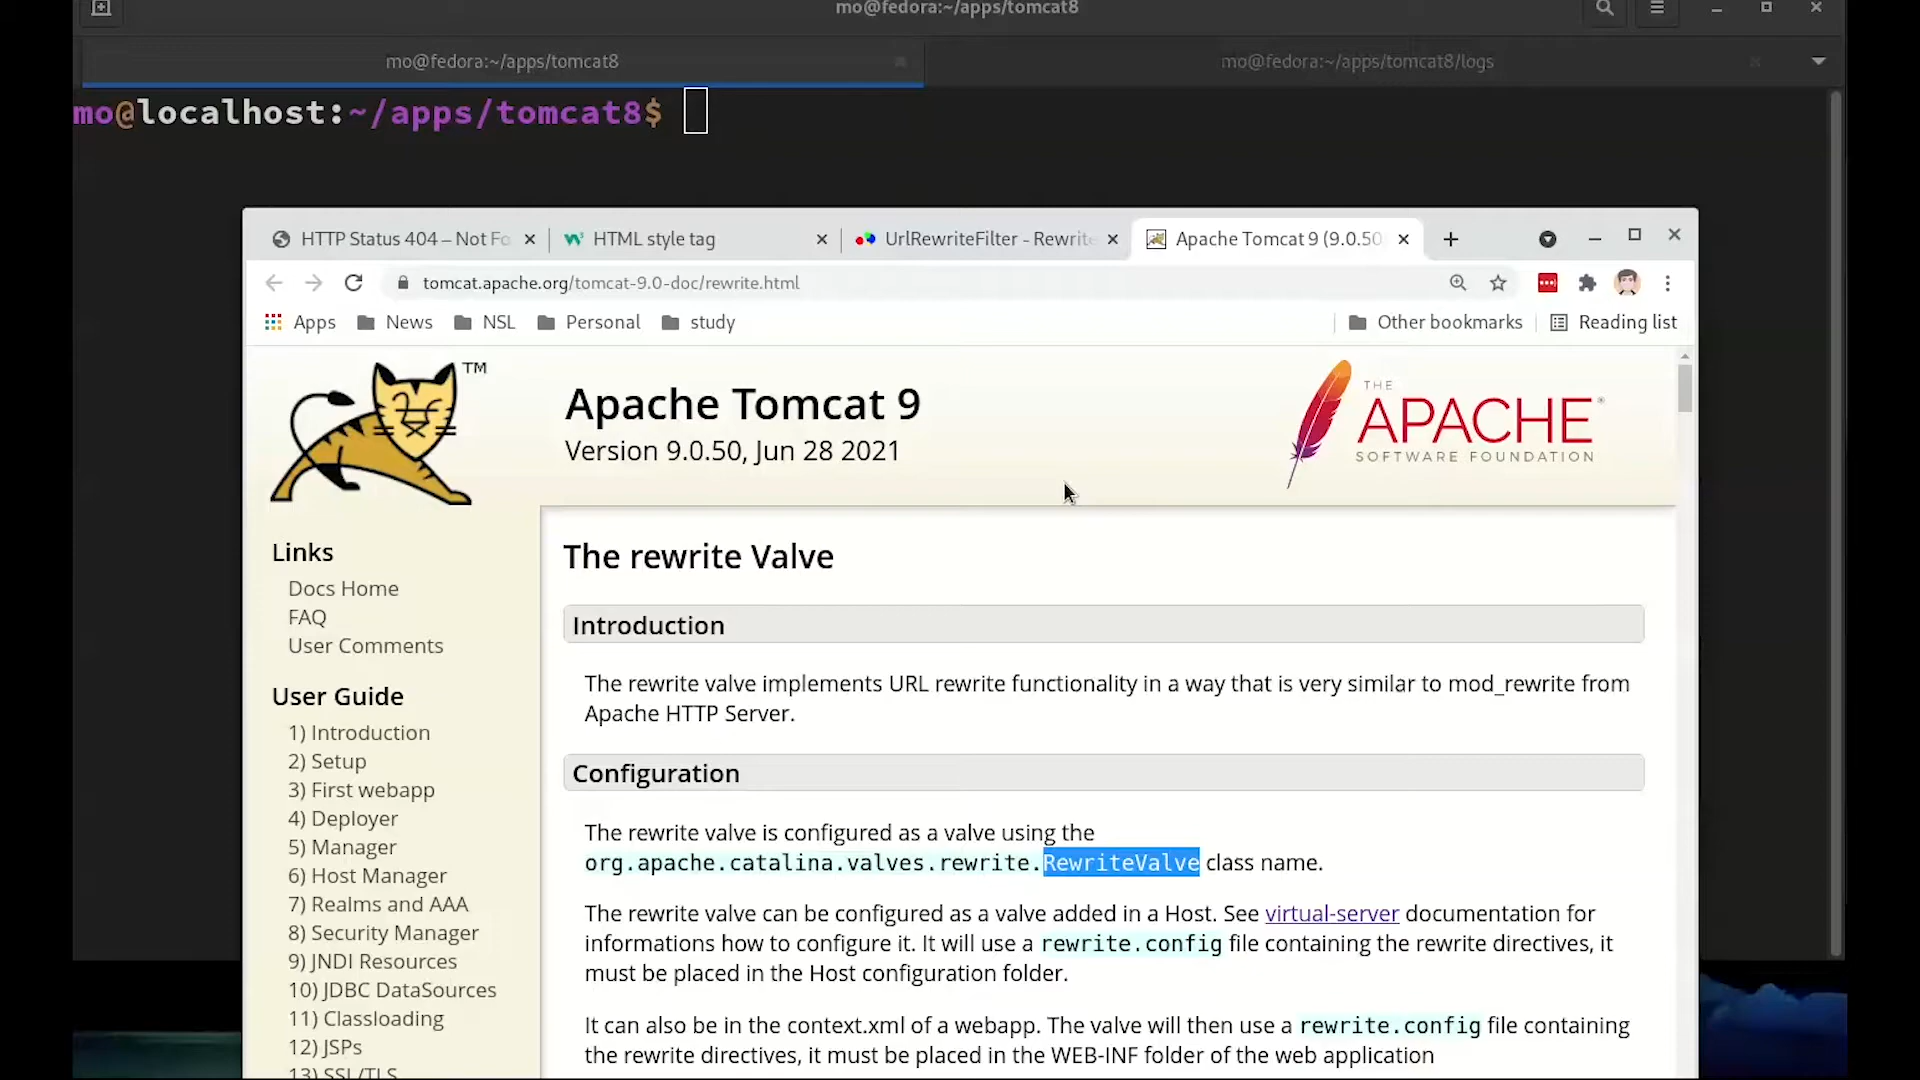 mo@fedora:~/apps/tomcat8
mo@fedora:~/apps/tomcat8
mo@fedora:~/apps/tomcat8/logs
mo@localhost:~/apps/tomcat8$
HTTP Status 404 – Not Fo
HTML style tag
UrlRewriteFilter - Rewrite
Apache Tomcat 9 (9.0.50
tomcat.apache.org/tomcat-9.0-doc/rewrite.html
Apps
News
NSL
Personal
study
Other bookmarks
Reading list
TM
Apache Tomcat 9
Version 9.0.50, Jun 28 2021
THE
APACHE®
SOFTWARE FOUNDATION
Links
Docs Home
FAQ
User Comments
User Guide
1) Introduction
2) Setup
3) First webapp
4) Deployer
5) Manager
6) Host Manager
7) Realms and AAA
8) Security Manager
9) JNDI Resources
10) JDBC DataSources
11) Classloading
12) JSPs
13) SSL/TLS
The rewrite Valve
Introduction
The rewrite valve implements URL rewrite functionality in a way that is very similar to mod_rewrite from
Apache HTTP Server.
Configuration
The rewrite valve is configured as a valve using the
org.apache.catalina.valves.rewrite.RewriteValve class name.
The rewrite valve can be configured as a valve added in a Host. See virtual-server documentation for
informations how to configure it. It will use a rewrite.config file containing the rewrite directives, it
must be placed in the Host configuration folder.
It can also be in the context.xml of a webapp. The valve will then use a rewrite.config file containing
the rewrite directives, it must be placed in the WEB-INF folder of the web application